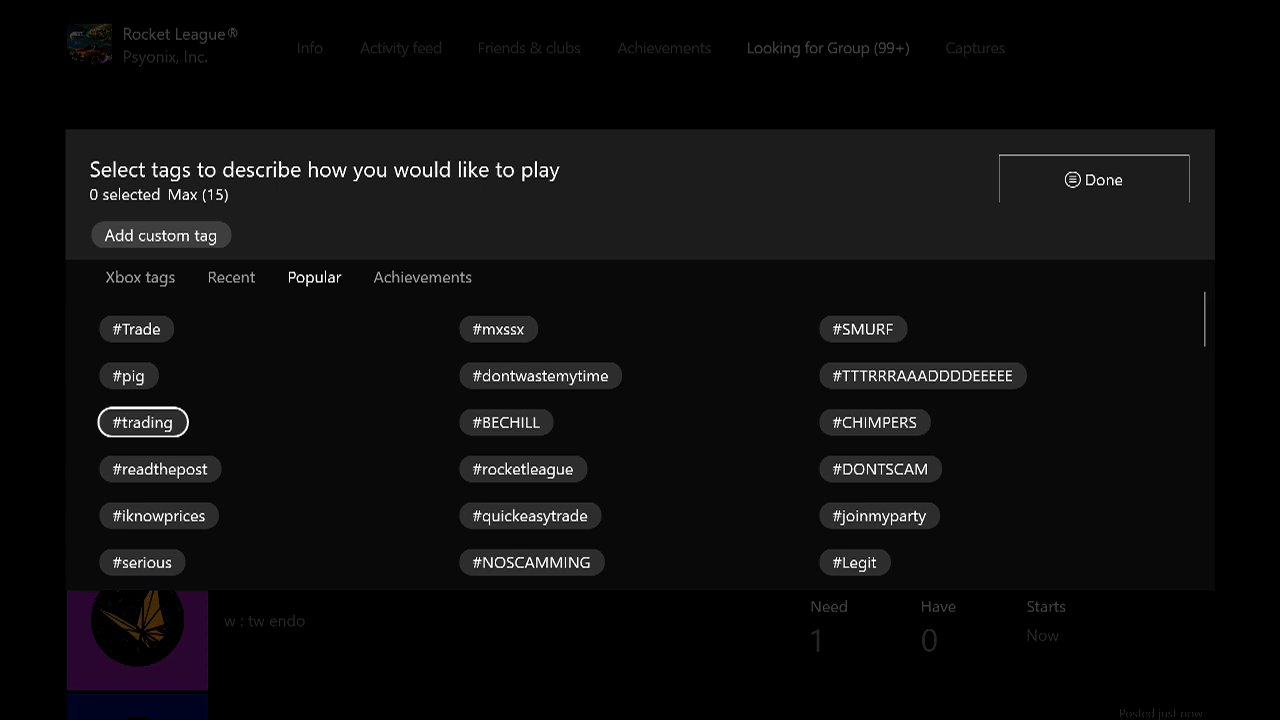 Rocket League®
Psyonix, Inc.
Info Activity feed Friends & clubs Achievements Looking for Group (99+) Captures
Select tags to describe how you would like to play
0 selected Max (15)
Done
Add custom tag
Xbox tags Recent Popular Achievements
#Trade #mxssx #SMURF
#pig #dontwastemytime #TTTRRRAAADDDDEEEEE
#trading #BECHILL #CHIMPERS
#readthepost #rocketleague #DONTSCAM
#iknowprices #quickeasytrade #joinmyparty
#serious #NOSCAMMING #Legit
w : tw endo
Need Have Starts
1 0 Now
Posted just now